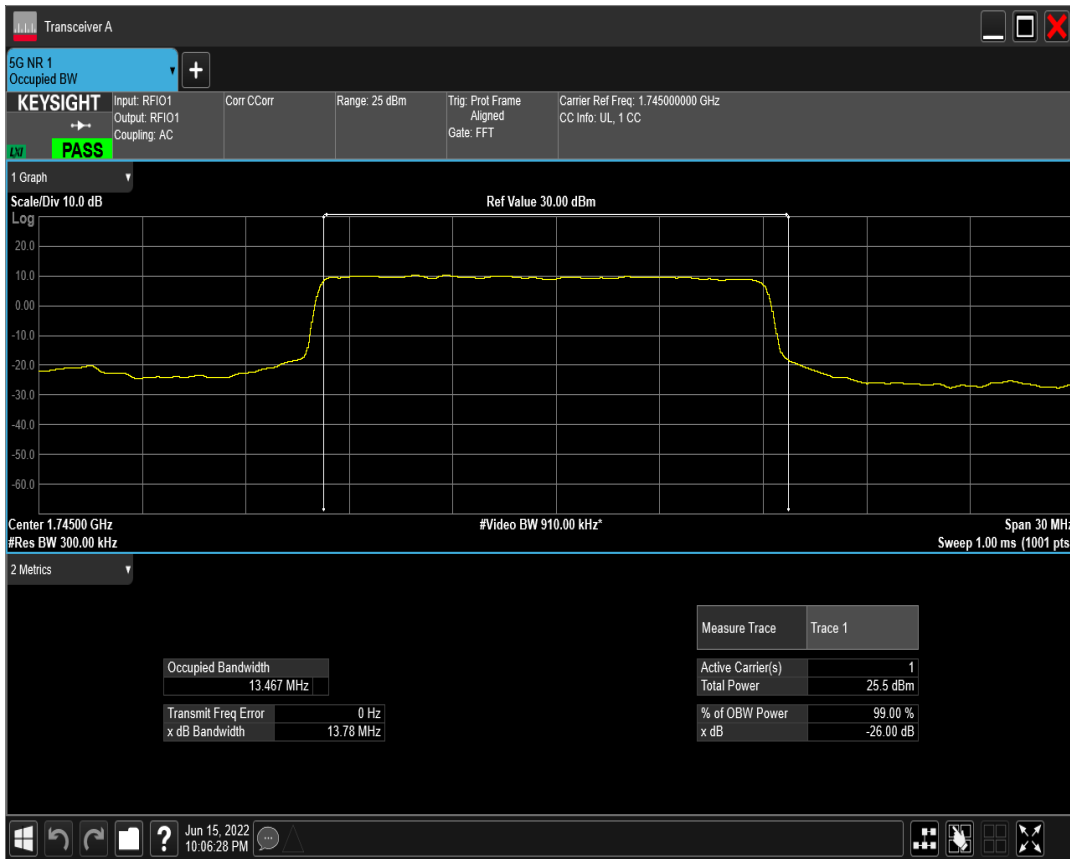 Transceiver A
5G NR 1
Occupied BW
+
KEYSIGHT
LXI
PASS
Input: RFIO1
Output: RFIO1
Coupling: AC
Corr CCorr
Range: 25 dBm
Trig: Prot Frame
Aligned
Gate: FFT
Carrier Ref Freq: 1.745000000 GHz
CC Info: UL, 1 CC
1 Graph
Scale/Div 10.0 dB
Ref Value 30.00 dBm
Log
20.0
10.0
0.00
-10.0
-20.0
-30.0
-40.0
-50.0
-60.0
Center 1.74500 GHz
#Video BW 910.00 kHz*
Span 30 MHz
#Res BW 300.00 kHz
Sweep 1.00 ms (1001 pts
2 Metrics
Measure Trace Trace 1
Occupied Bandwidth
13.467 MHz
Active Carrier(s) 1
Total Power 25.5 dBm
Transmit Freq Error 0 Hz
x dB Bandwidth 13.78 MHz
% of OBW Power 99.00 %
x dB -26.00 dB
?
Jun 15, 2022
10:06:28 PM